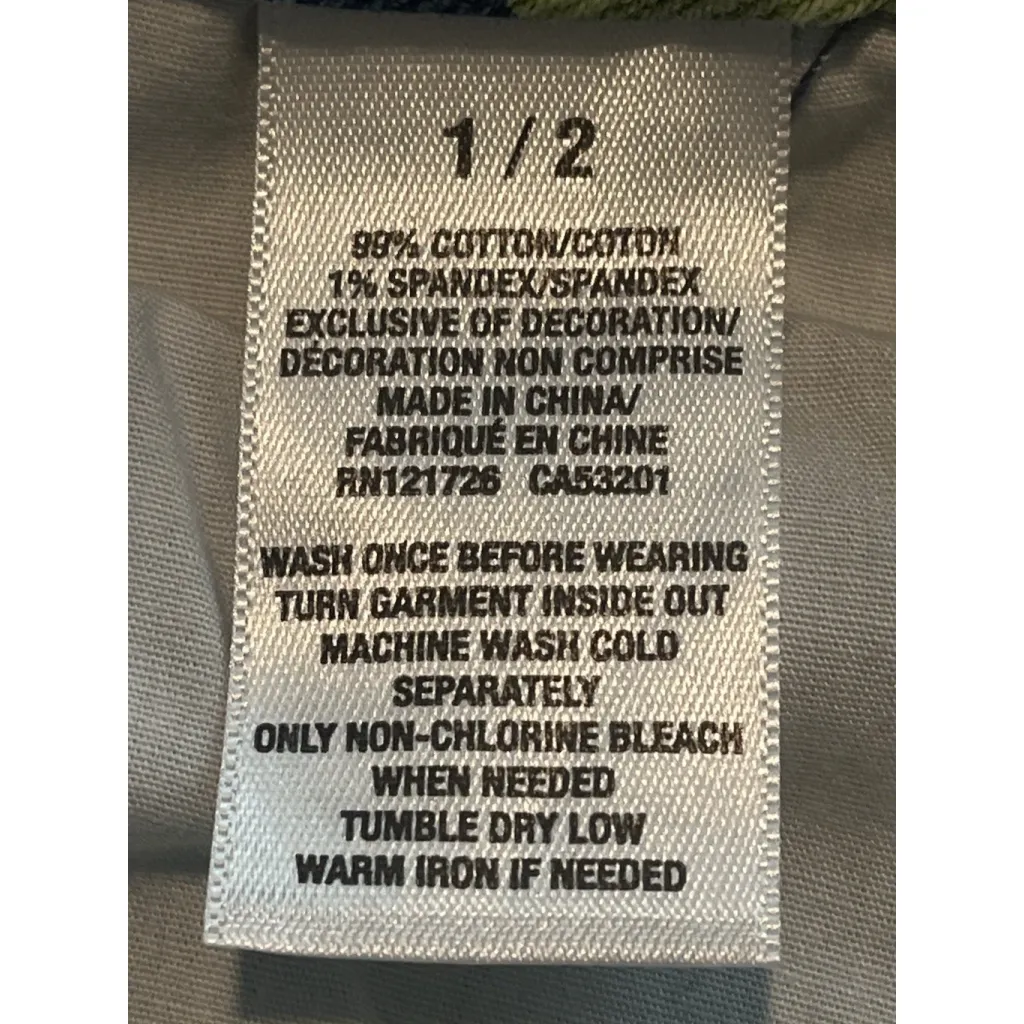 1 / 2
99% COTTON/COTON
1% SPANDEX/SPANDEX
EXCLUSIVE OF DECORATION/
DÉCORATION NON COMPRISE
MADE IN CHINA/
FABRIQUÉ EN CHINE
RN121726 CA53201
WASH ONCE BEFORE WEARING
TURN GARMENT INSIDE OUT
MACHINE WASH COLD
SEPARATELY
ONLY NON-CHLORINE BLEACH
WHEN NEEDED
TUMBLE DRY LOW
WARM IRON IF NEEDED